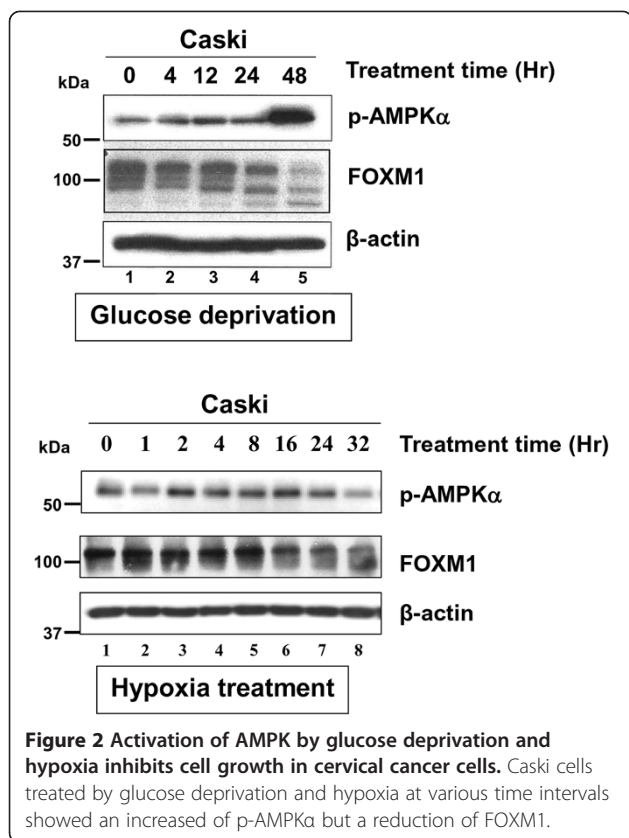 Caski
kDa 0 4 12 24 48 Treatment time (Hr)
p-AMPKα
50
100 FOXM1
β-actin
37
1 2 3 4 5
Glucose deprivation
Caski
kDa 0 1 2 4 8 16 24 32 Treatment time (Hr)
p-AMPKα
50
FOXM1
100
β-actin
37
1 2 3 4 5 6 7 8
Hypoxia treatment
Figure 2 Activation of AMPK by glucose deprivation and
hypoxia inhibits cell growth in cervical cancer cells. Caski cells
treated by glucose deprivation and hypoxia at various time intervals
showed an increased of p-AMPKα but a reduction of FOXM1.